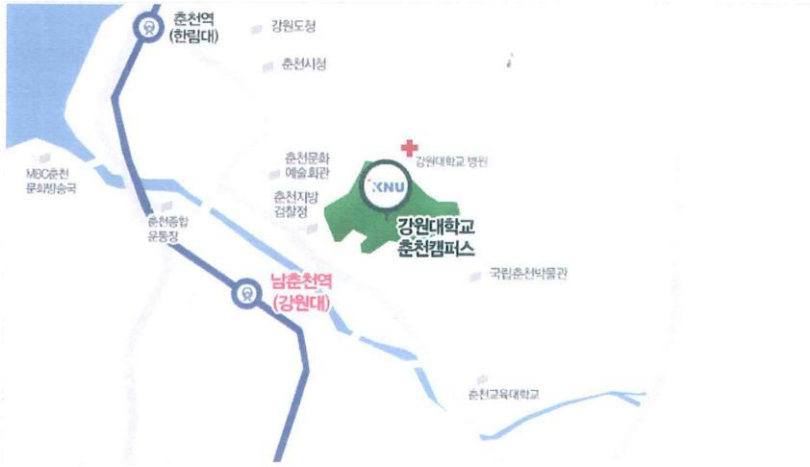 춘천역
(한림대)
강원도청
춘천시청
MBC춘천
문화방송국
춘천문화
예술회관
강원대학교 병원
KNU
춘천지방
검찰청
춘천종합
운동장
강원대학교
춘천캠퍼스
남춘천역
(강원대)
국립춘천박물관
춘천교육대학교